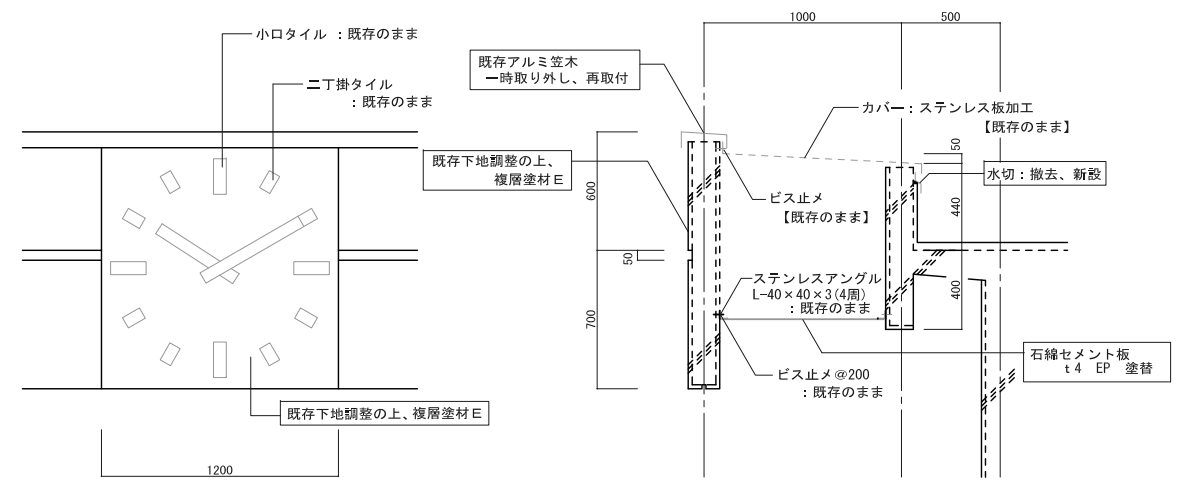 小口タイル ：既存のまま
二丁掛タイル
：既存のまま
既存下地調整の上、複層塗材Ｅ
1200
1000
500
既存アルミ笠木
一時取り外し、再取付
カバー：ステンレス板加工
【既存のまま】
既存下地調整の上、
複層塗材Ｅ
水切：撤去、新設
ビス止メ
【既存のまま】
600
50
700
50
440
400
ステンレスアングル
L-40×40×3(4周)
：既存のまま
石綿セメント板
ｔ4　EP　塗替
ビス止メ@200
：既存のまま